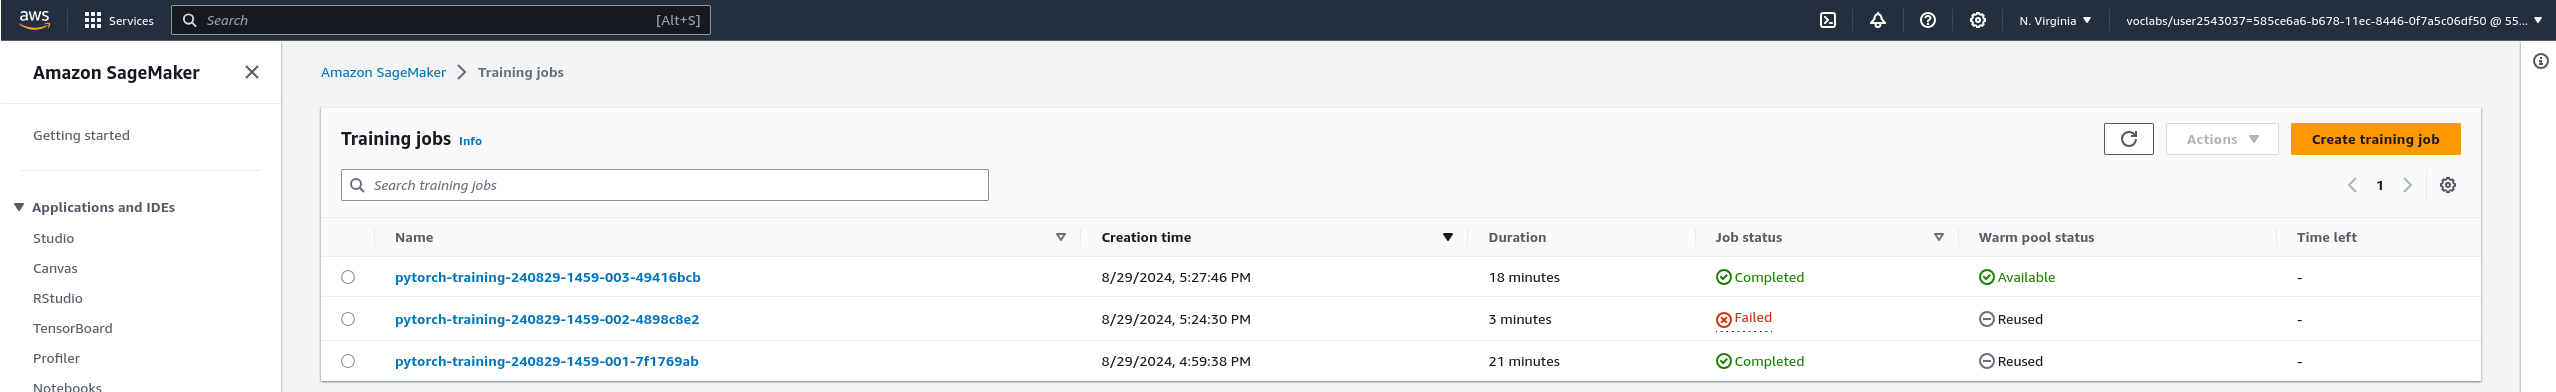 aws Services Search [Alt+S] N. Virginia voclabs/user2543037=585ce6a6-b678-11ec-8446-0f7a5c06df50 @ 55...
Amazon SageMaker
Getting started
Applications and IDEs
Studio
Canvas
RStudio
TensorBoard
Profiler
Notebooks
Amazon SageMaker Training jobs
Training jobs Info
Actions Create training job
Search training jobs
1
Name Creation time Duration Job status Warm pool status Time left
pytorch-training-240829-1459-003-49416bcb 8/29/2024, 5:27:46 PM 18 minutes Completed Available -
pytorch-training-240829-1459-002-4898c8e2 8/29/2024, 5:24:30 PM 3 minutes Failed Reused -
pytorch-training-240829-1459-001-7f1769ab 8/29/2024, 4:59:38 PM 21 minutes Completed Reused -